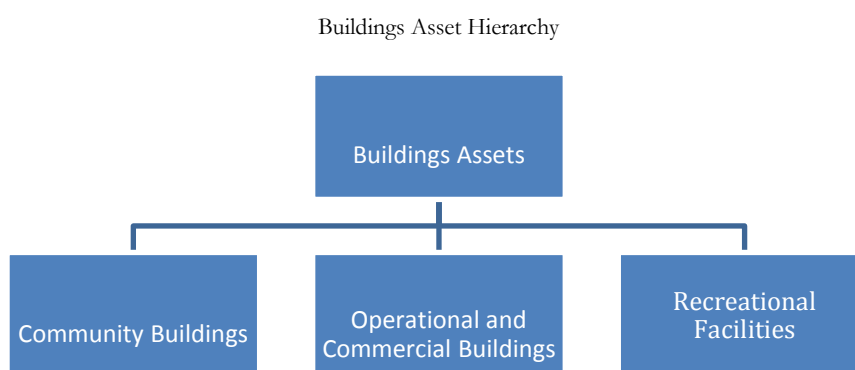 Buildings Asset Hierarchy
Buildings Assets
Community Buildings
Operational and
Commercial Buildings
Recreational
Facilities